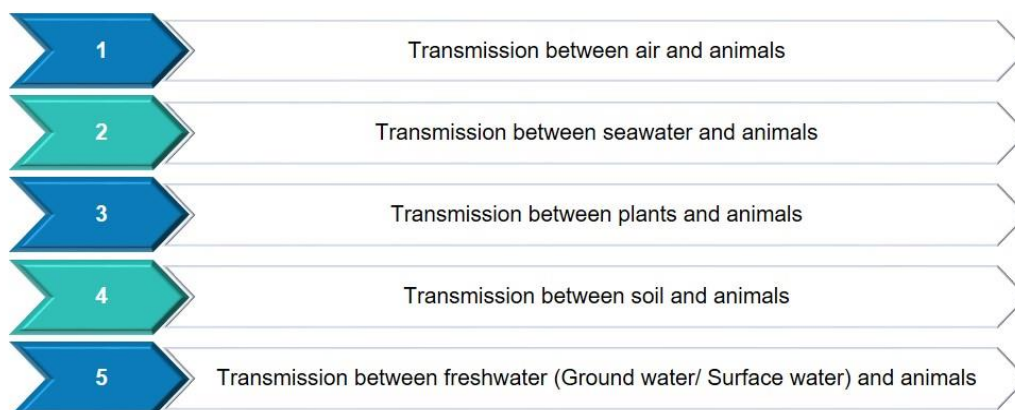 1 Transmission between air and animals
2 Transmission between seawater and animals
3 Transmission between plants and animals
4 Transmission between soil and animals
5 Transmission between freshwater (Ground water/ Surface water) and animals